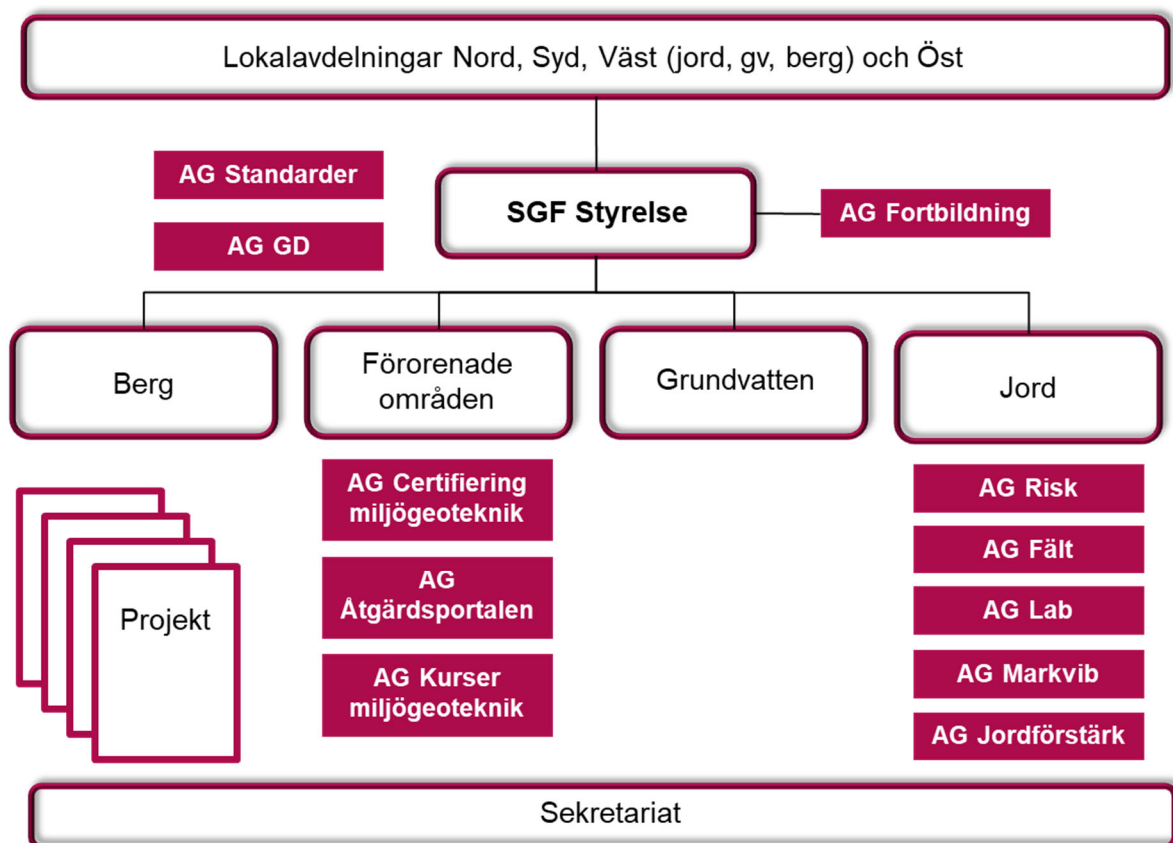 Lokalavdelningar Nord, Syd, Väst (jord, gv, berg) och Öst
AG Standarder
SGF Styrelse
AG Fortbildning
AG GD
Berg
Förorenade
områden
Grundvatten
Jord
AG Certifiering
miljögeoteknik
AG
Åtgärdsportalen
AG Kurser
miljögeoteknik
AG Risk
AG Fält
AG Lab
AG Markvib
AG Jordförstärk
Projekt
Sekretariat